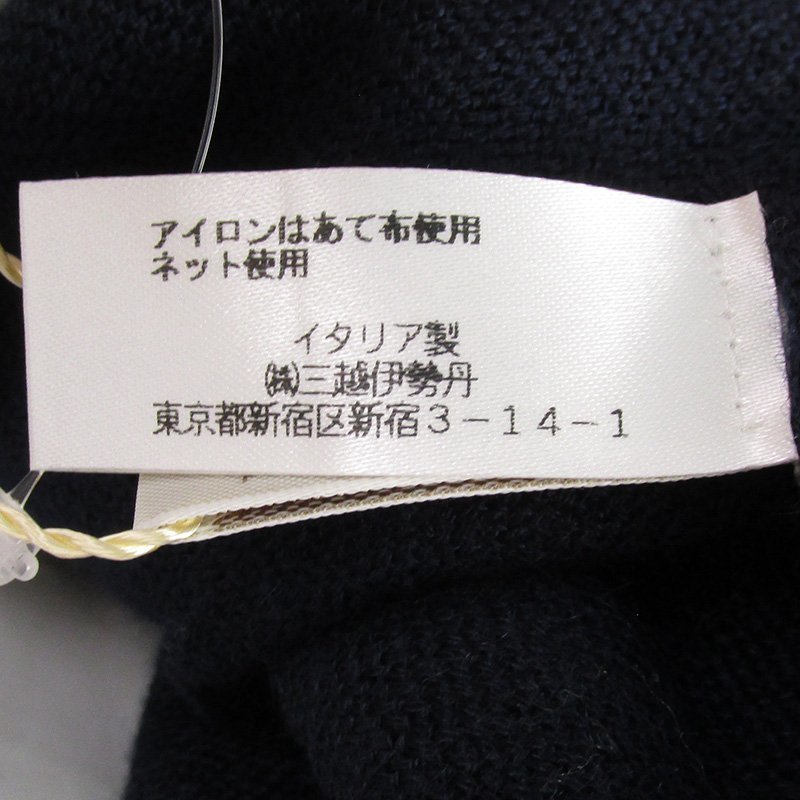 アイロンはあて布使用
ネット使用
イタリア製
㈱三越伊勢丹
東京都新宿区新宿3-14-1